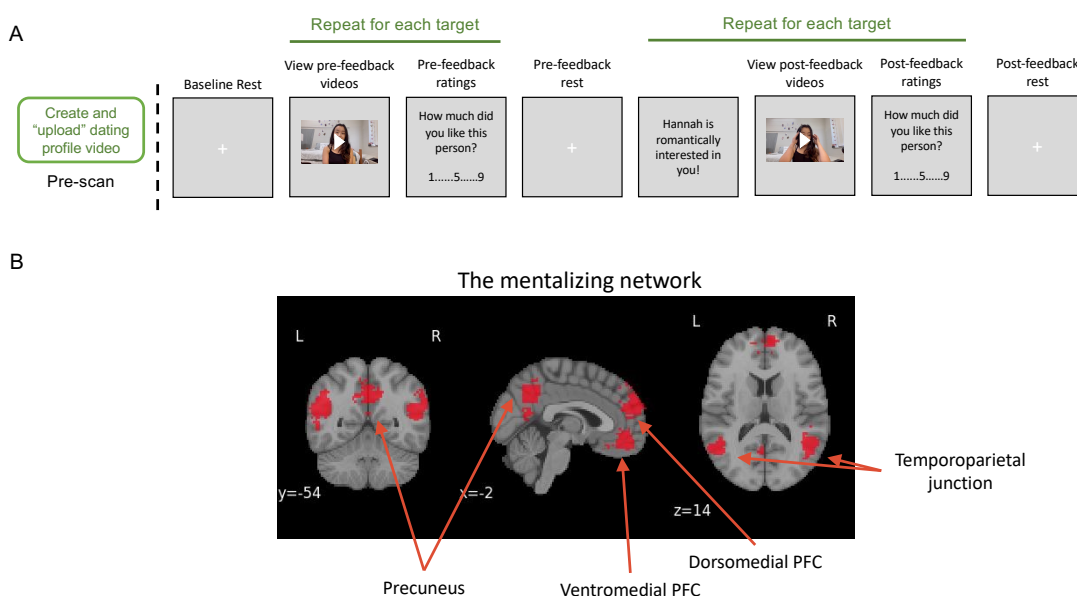 A
Repeat for each target
Repeat for each target
Create and
“upload” dating
profile video
Pre-scan
Baseline Rest
+
View pre-feedback
videos
Pre-feedback
ratings
How much did
you like this
person?
1......5......9
Pre-feedback
rest
+
Hannah is
romantically
interested in
you!
View post-feedback
videos
Post-feedback
ratings
How much did
you like this
person?
1......5......9
Post-feedback
rest
+
B
The mentalizing network
L
R
y=-54
x=-2
L
R
z=14
Temporoparietal
junction
Dorsomedial PFC
Ventromedial PFC
Precuneus